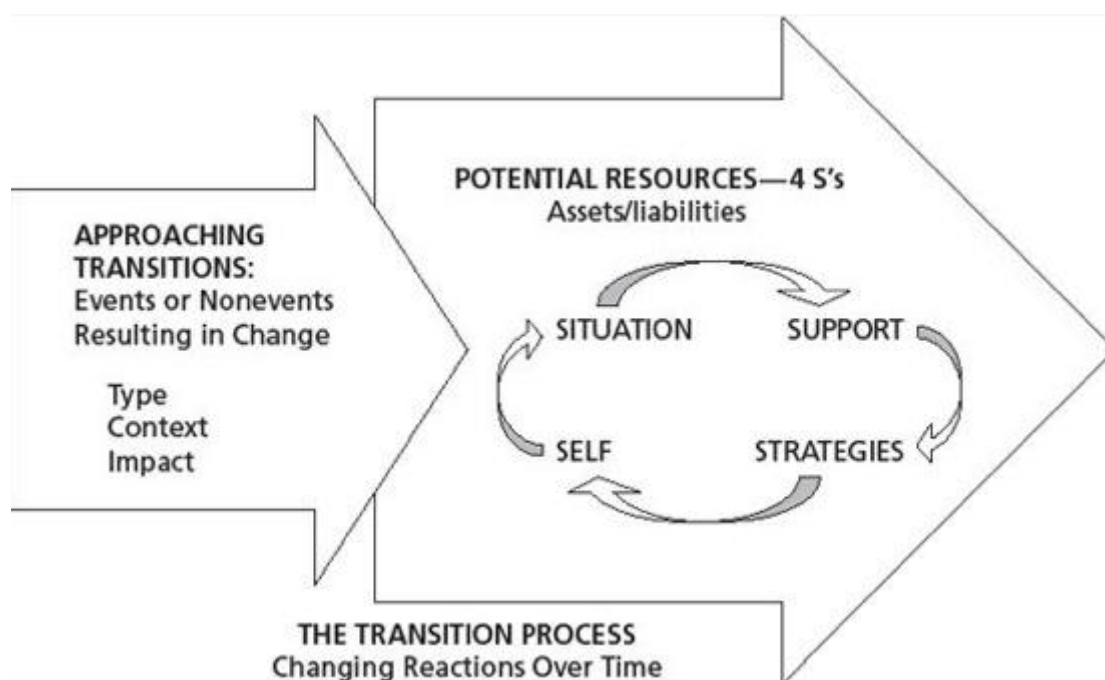 APPROACHING
TRANSITIONS:
Events or Nonevents
Resulting in Change
Type
Context
Impact
POTENTIAL RESOURCES—4 S's
Assets/liabilities
SITUATION
SUPPORT
SELF
STRATEGIES
THE TRANSITION PROCESS
Changing Reactions Over Time